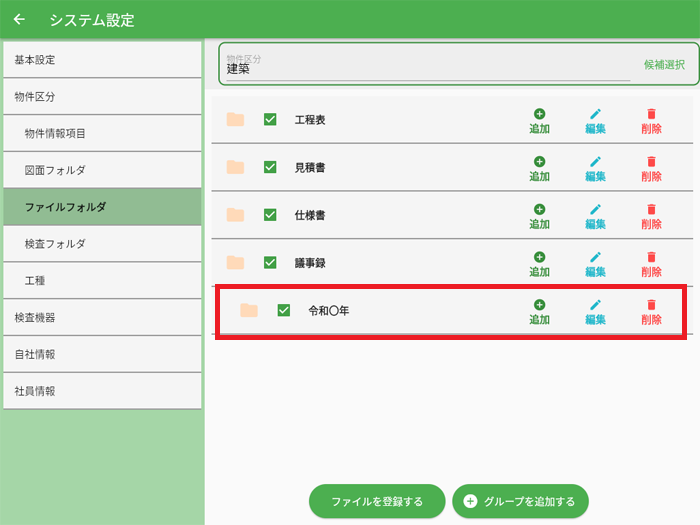 システム設定
基本設定
物件区分
物件情報項目
図面フォルダ
ファイルフォルダ
検査フォルダ
工種
検査機器
自社情報
社員情報
物件区分
建築
候補選択
工程表
追加 編集 削除
見積書
追加 編集 削除
仕様書
追加 編集 削除
議事録
追加 編集 削除
令和〇年
追加 編集 削除
ファイルを登録する
グループを追加する